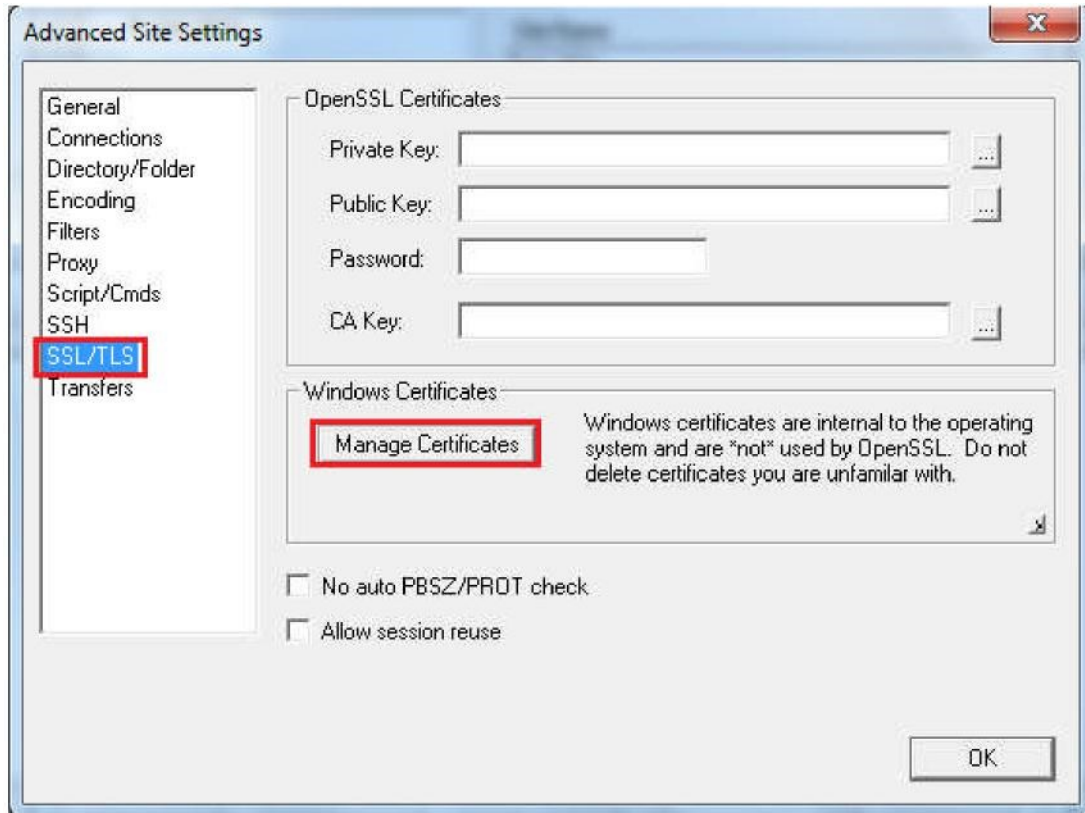 Advanced Site Settings
General
Connections
Directory/Folder
Encoding
Filters
Proxy
Script/Cmds
SSH
SSL/TLS
Transfers
OpenSSL Certificates
Private Key:
...
Public Key:
...
Password:
CA Key:
...
Windows Certificates
Manage Certificates
Windows certificates are internal to the operating
system and are *not* used by OpenSSL. Do not
delete certificates you are unfamilar with.
No auto PBSZ/PROT check
Allow session reuse
OK